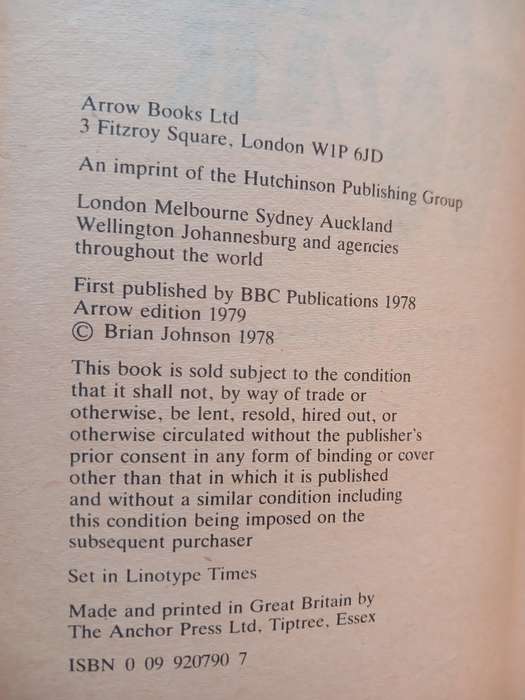 Arrow Books Ltd
3 Fitzroy Square, London W1P 6JD
An imprint of the Hutchinson Publishing Group
London Melbourne Sydney Auckland
Wellington Johannesburg and agencies
throughout the world
First published by BBC Publications 1978
Arrow edition 1979
© Brian Johnson 1978
This book is sold subject to the condition
that it shall not, by way of trade or
otherwise, be lent, resold, hired out, or
otherwise circulated without the publisher's
prior consent in any form of binding or cover
other than that in which it is published
and without a similar condition including
this condition being imposed on the
subsequent purchaser
Set in Linotype Times
Made and printed in Great Britain by
The Anchor Press Ltd, Tiptree, Essex
ISBN 0 09 920790 7